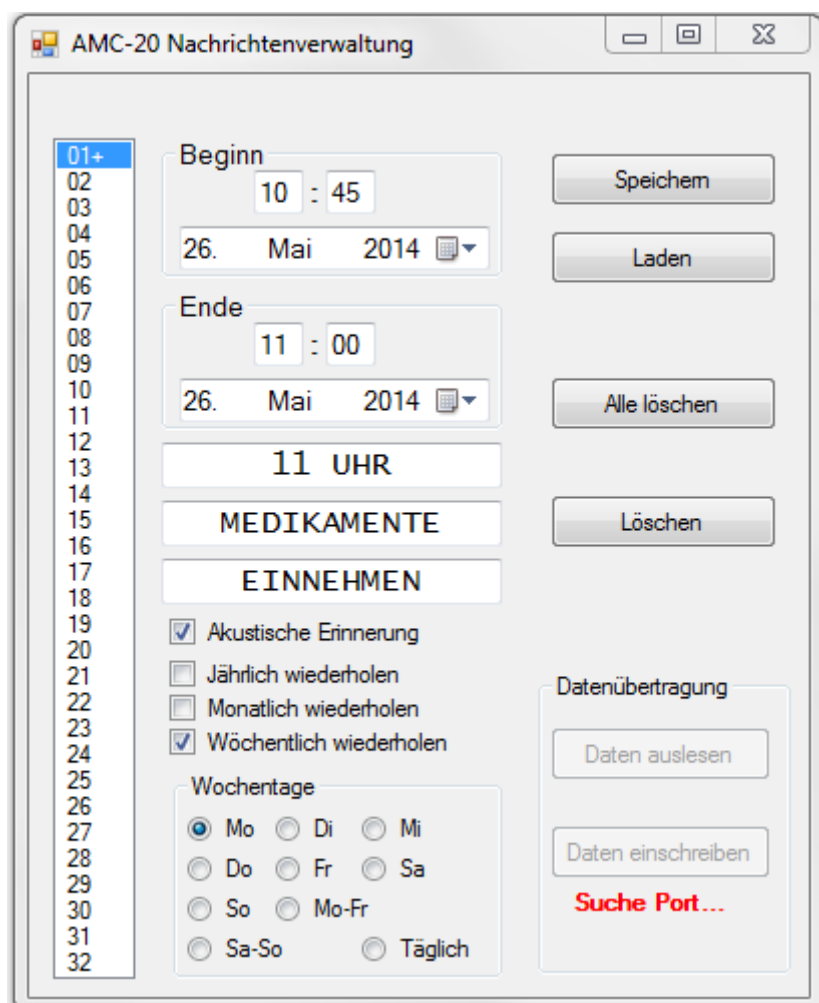 AMC-20 Nachrichtenverwaltung
01+
02
03
04
05
06
07
08
09
10
11
12
13
14
15
16
17
18
19
20
21
22
23
24
25
26
27
28
29
30
31
32
Beginn
10 : 45
26. Mai 2014
Ende
11 : 00
26. Mai 2014
11 UHR
MEDIKAMENTE
EINNEHMEN
Akustische Erinnerung
Jährlich wiederholen
Monatlich wiederholen
Wöchentlich wiederholen
Wochentage
Mo Di Mi
Do Fr Sa
So Mo-Fr
Sa-So Täglich
Speichern
Laden
Alle löschen
Löschen
Datenübertragung
Daten auslesen
Daten einschreiben
Suche Port...